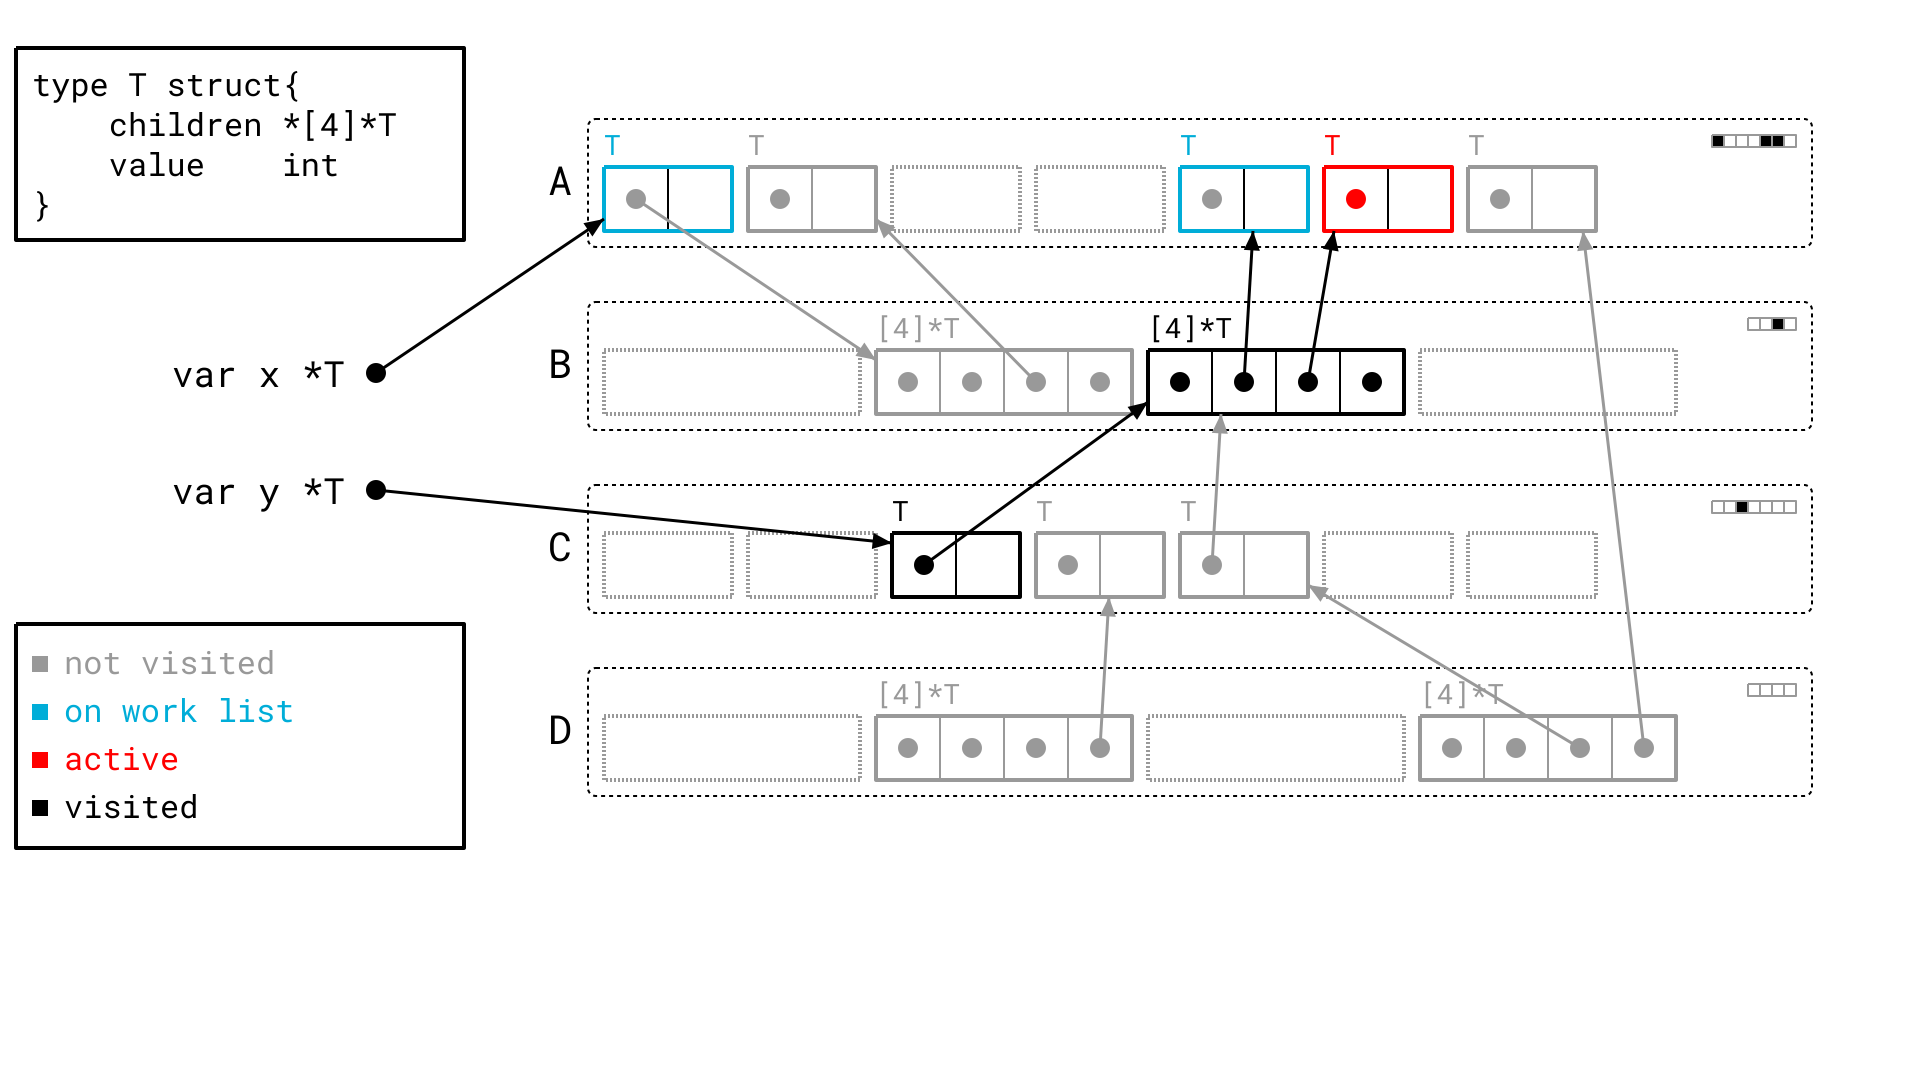 type T struct{
    children *[4]*T
    value    int
}
A
T
T
T
T
T
B
[4]*T
[4]*T
var x *T
var y *T
C
T
T
T
D
[4]*T
[4]*T
not visited
on work list
active
visited